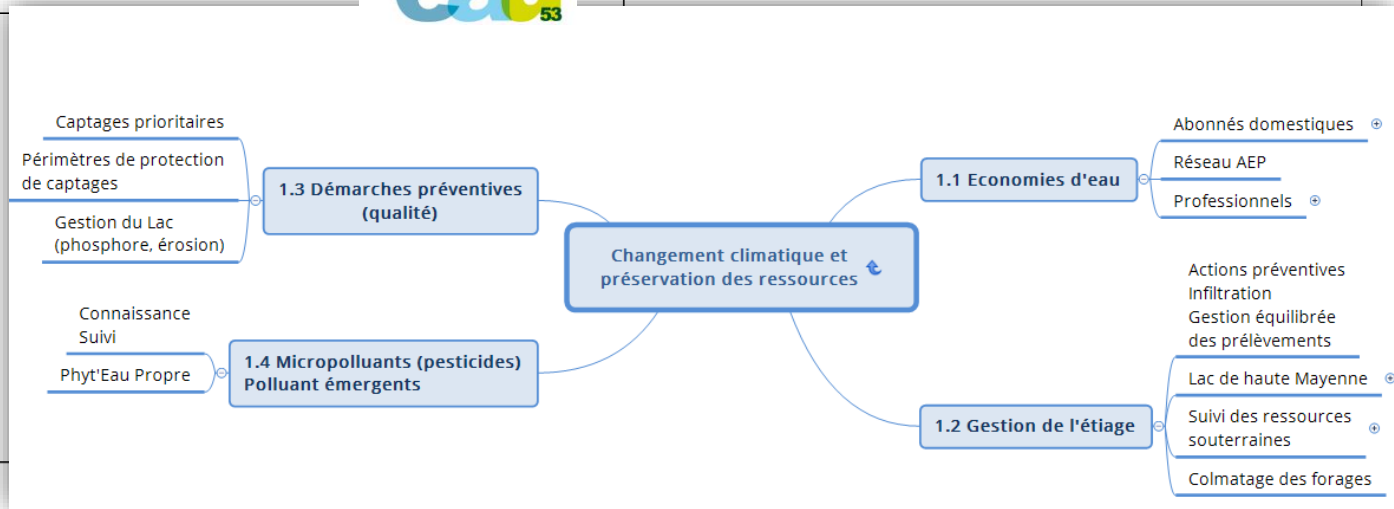 eau
53
Captages prioritaires
Périmètres de protection
de captages
Gestion du Lac
(phosphore, érosion)
1.3 Démarches préventives
(qualité)
Connaissance
Suivi
Phyt'Eau Propre
1.4 Micropolluants (pesticides)
Polluant émergents
Changement climatique et
préservation des ressources
1.1 Economies d'eau
Abonnés domestiques
Réseau AEP
Professionnels
1.2 Gestion de l'étiage
Actions préventives
Infiltration
Gestion équilibrée
des prélèvements
Lac de haute Mayenne
Suivi des ressources
souterraines
Colmatage des forages